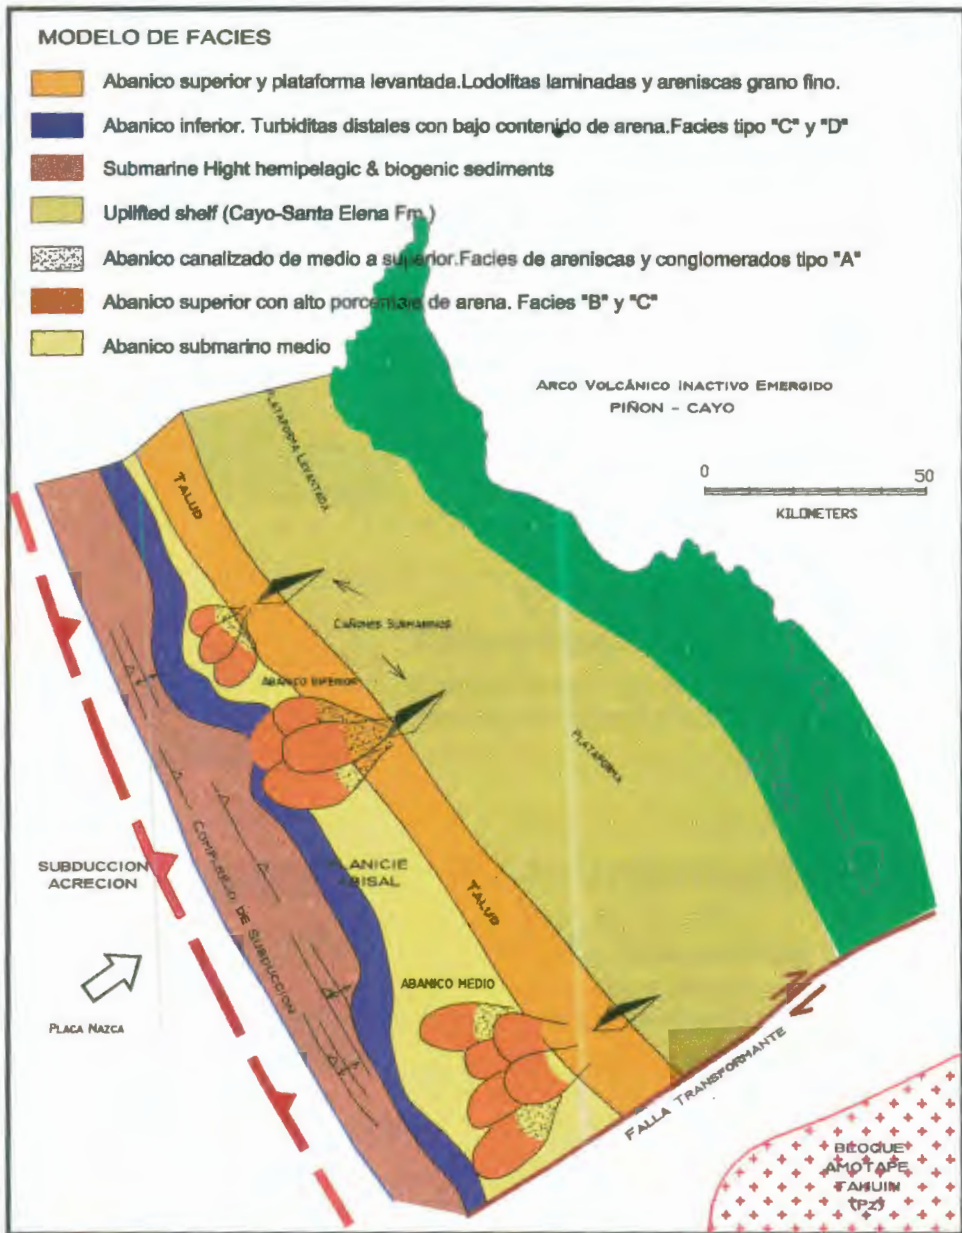 MODELO DE FACIES
Abanico superior y plataforma levantada.Lodolitas laminadas y areniscas grano fino.
Abanico inferior. Turbiditas distales con bajo contenido de arena.Facies tipo "C" y "D"
Submarine Hight hemipelagic & biogenic sediments
Uplifted shelf (Cayo-Santa Elena Fm.)
Abanico canalizado de medio a superior.Facies de areniscas y conglomerados tipo "A"
Abanico superior con alto porcentaje de arena. Facies "B" y "C"
Abanico submarino medio
ARCO VOLCÁNICO INACTIVO EMERGIDO
PIÑON - CAYO
0 50
KILOMETERS
PLATAFORMA LEVANTADA
TALUD
CAÑONES SUBMARINOS
ABANICO
PLATAFORMA
SUBDUCCION
ACRECION
COMPLEJO DE SUBDUCCION
PLANICIE
ABISAL
TALUD
ABANICO MEDIO
PLACA NAZCA
FALLA TRANSFORMANTE
BLOQUE
AMOTAPE
TAHUIN
(PZ)